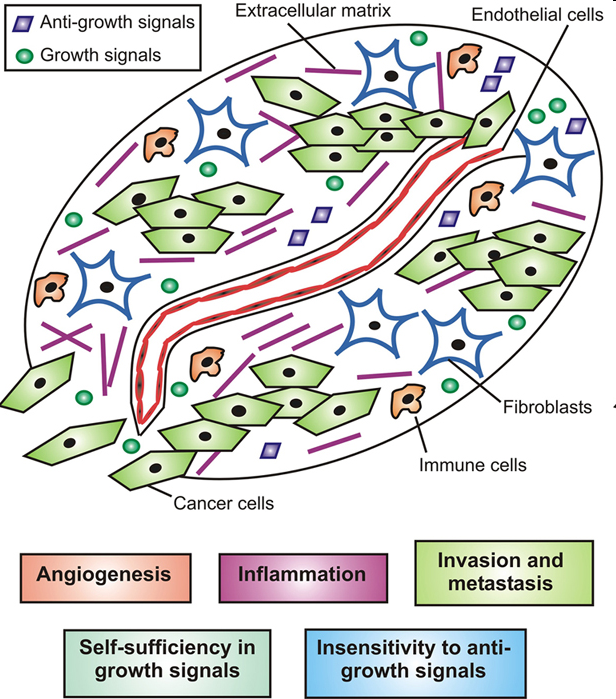 Anti-growth signals
Growth signals
Extracellular matrix
Endothelial cells
Fibroblasts
Immune cells
Cancer cells
Angiogenesis
Inflammation
Invasion and
metastasis
Self-sufficiency in
growth signals
Insensitivity to anti-
growth signals